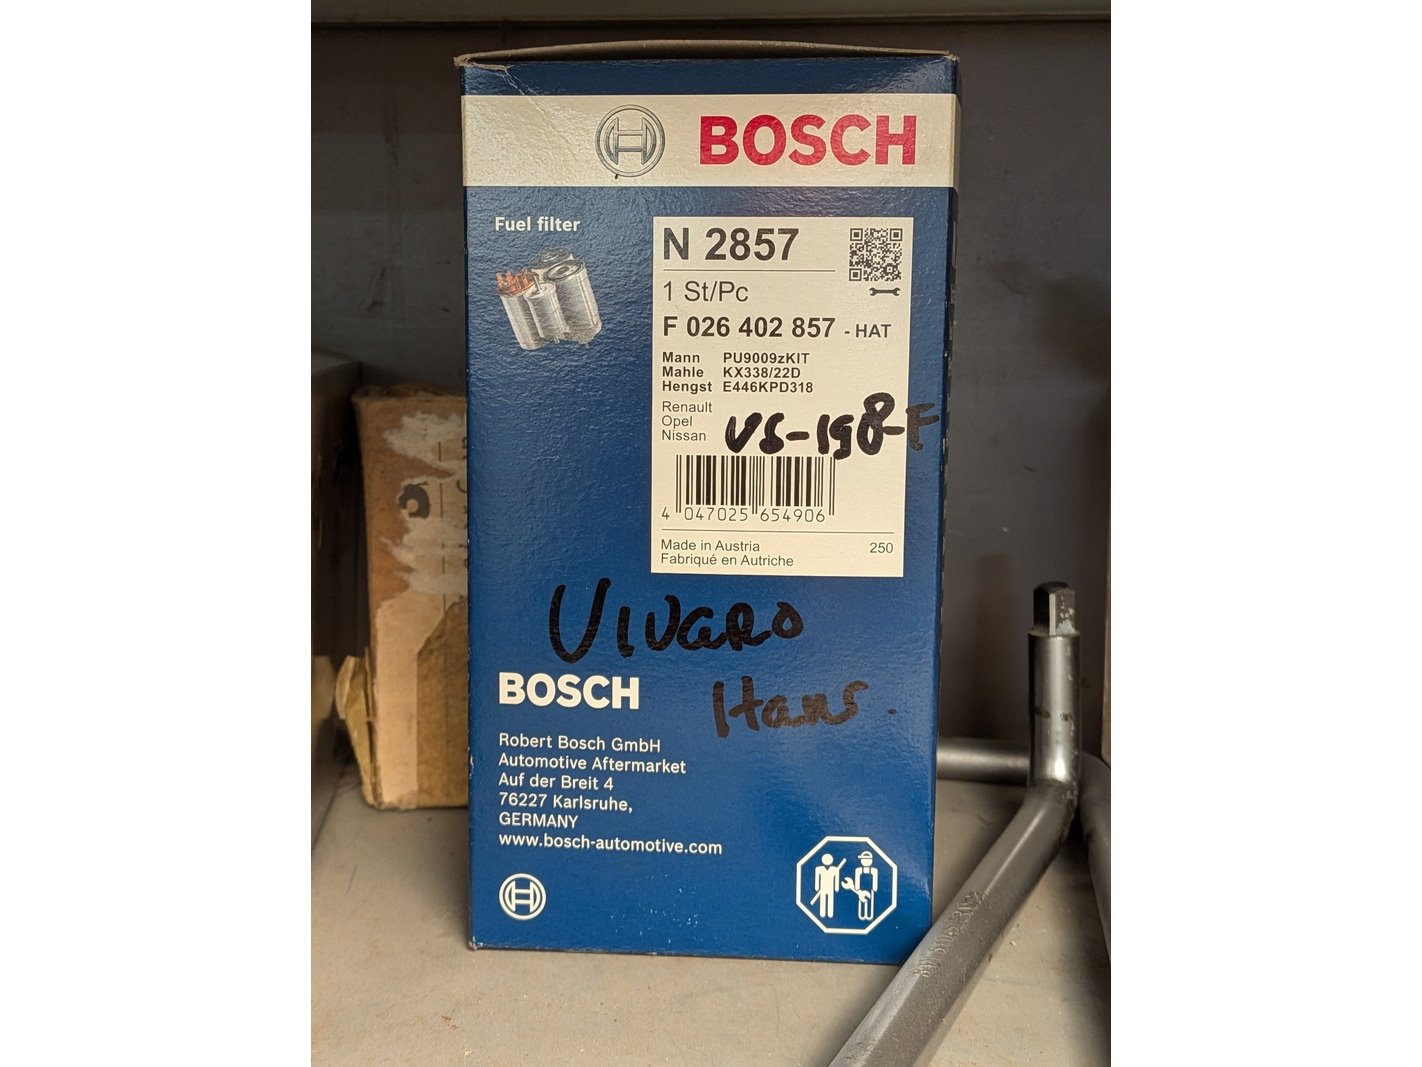 BOSCH
Fuel filter
N 2857
1 St/Pc
F 026 402 857 - HAT
Mann PU9009zKIT
Mahle KX338/22D
Hengst E446KPD318
Renault
Opel
Nissan
VS-198-F
4 047025 654906
Made in Austria 250
Fabriqué en Autriche
Vivaro
Hans.
BOSCH
Robert Bosch GmbH
Automotive Aftermarket
Auf der Breit 4
76227 Karlsruhe,
GERMANY
www.bosch-automotive.com